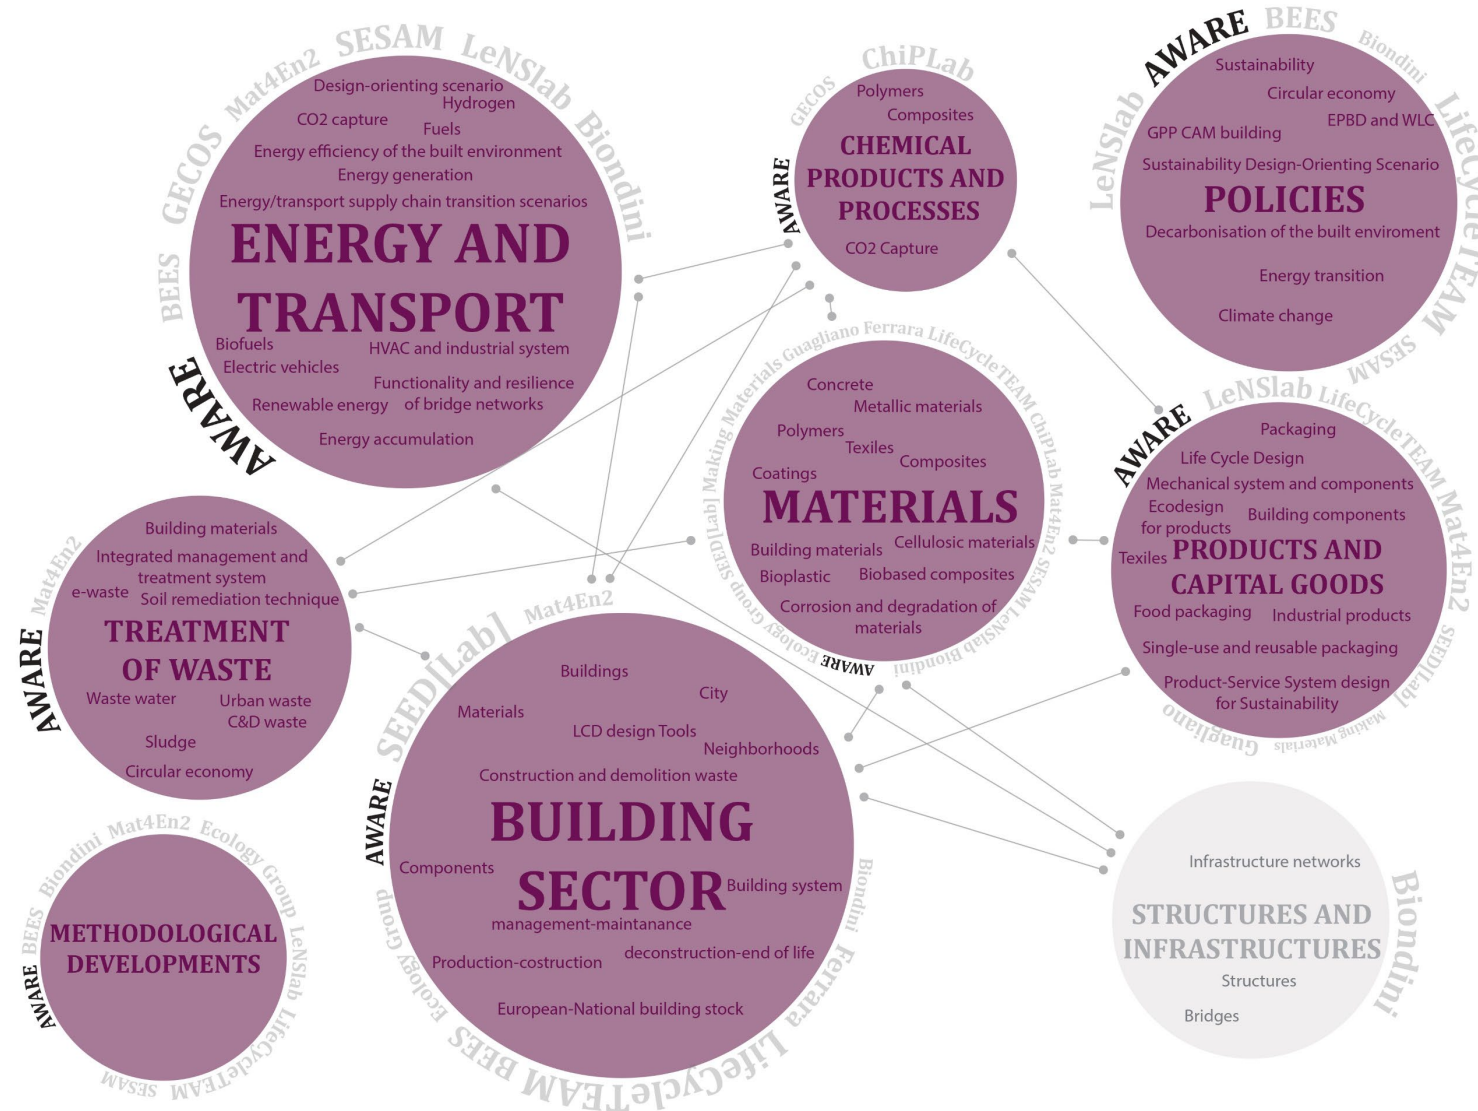 BEES GECOS Mat4En2 SESAM LeNSlab Biondini
AWARE
Design-orienting scenario
Hydrogen
CO2 capture
Fuels
Energy efficiency of the built environment
Energy generation
Energy/transport supply chain transition scenarios
ENERGY AND
TRANSPORT
Biofuels
HVAC and industrial system
Electric vehicles
Functionality and resilience
of bridge networks
Renewable energy
Energy accumulation
AWARE GECOS ChiPLab
Polymers
Composites
CHEMICAL
PRODUCTS AND
PROCESSES
CO2 Capture
LeNSlab AWARE BEES Biondini LifeCycleTEAM SESAM
Sustainability
Circular economy
EPBD and WLC
GPP CAM building
Sustainability Design-Orienting Scenario
POLICIES
Decarbonisation of the built enviroment
Energy transition
Climate change
AWARE Ecology Group SEED[Lab] Making Materials Guagliano Ferrara LifeCycleTEAM ChiPLab Mat4En2 SESAM LeNSlab Biondini
Concrete
Metallic materials
Polymers
Texiles
Composites
Coatings
MATERIALS
Building materials
Cellulosic materials
Bioplastic
Biobased composites
Corrosion and degradation of
materials
AWARE LeNSlab LifeCycleTEAM Mat4En2 SEED[Lab] Making Materials Guagliano
Packaging
Life Cycle Design
Mechanical system and components
Ecodesign
for products
Building components
Texiles
PRODUCTS AND
CAPITAL GOODS
Food packaging
Industrial products
Single-use and reusable packaging
Product-Service System design
for Sustainability
AWARE Mat4En2
Building materials
Integrated management and
treatment system
e-waste
Soil remediation technique
TREATMENT
OF WASTE
Waste water
Urban waste
C&D waste
Sludge
Circular economy
AWARE SEED[Lab] Mat4En2
Biondini Ferrara LifeCycleTEAM BEES Ecology Group
Buildings
City
Materials
LCD design Tools
Neighborhoods
Construction and demolition waste
BUILDING
SECTOR
Components
Building system
management-maintanance
deconstruction-end of life
Production-costruction
European-National building stock
AWARE BEES Biondini Mat4En2 Ecology Group LeNSlab LifeCycleTEAM SESAM
METHODOLOGICAL
DEVELOPMENTS
Biondini
Infrastructure networks
STRUCTURES AND
INFRASTRUCTURES
Structures
Bridges